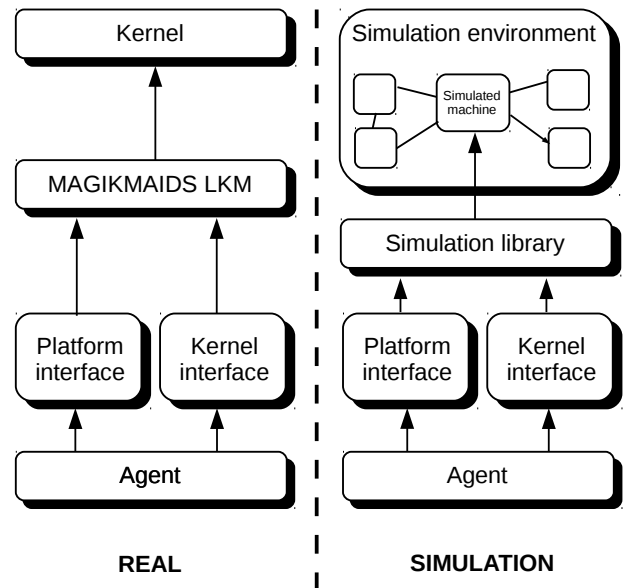 Kernel
MAGIKMAIDS LKM
Platform
interface
Kernel
interface
Agent
REAL
Simulation environment
Simulated
machine
Simulation library
Platform
interface
Kernel
interface
Agent
SIMULATION